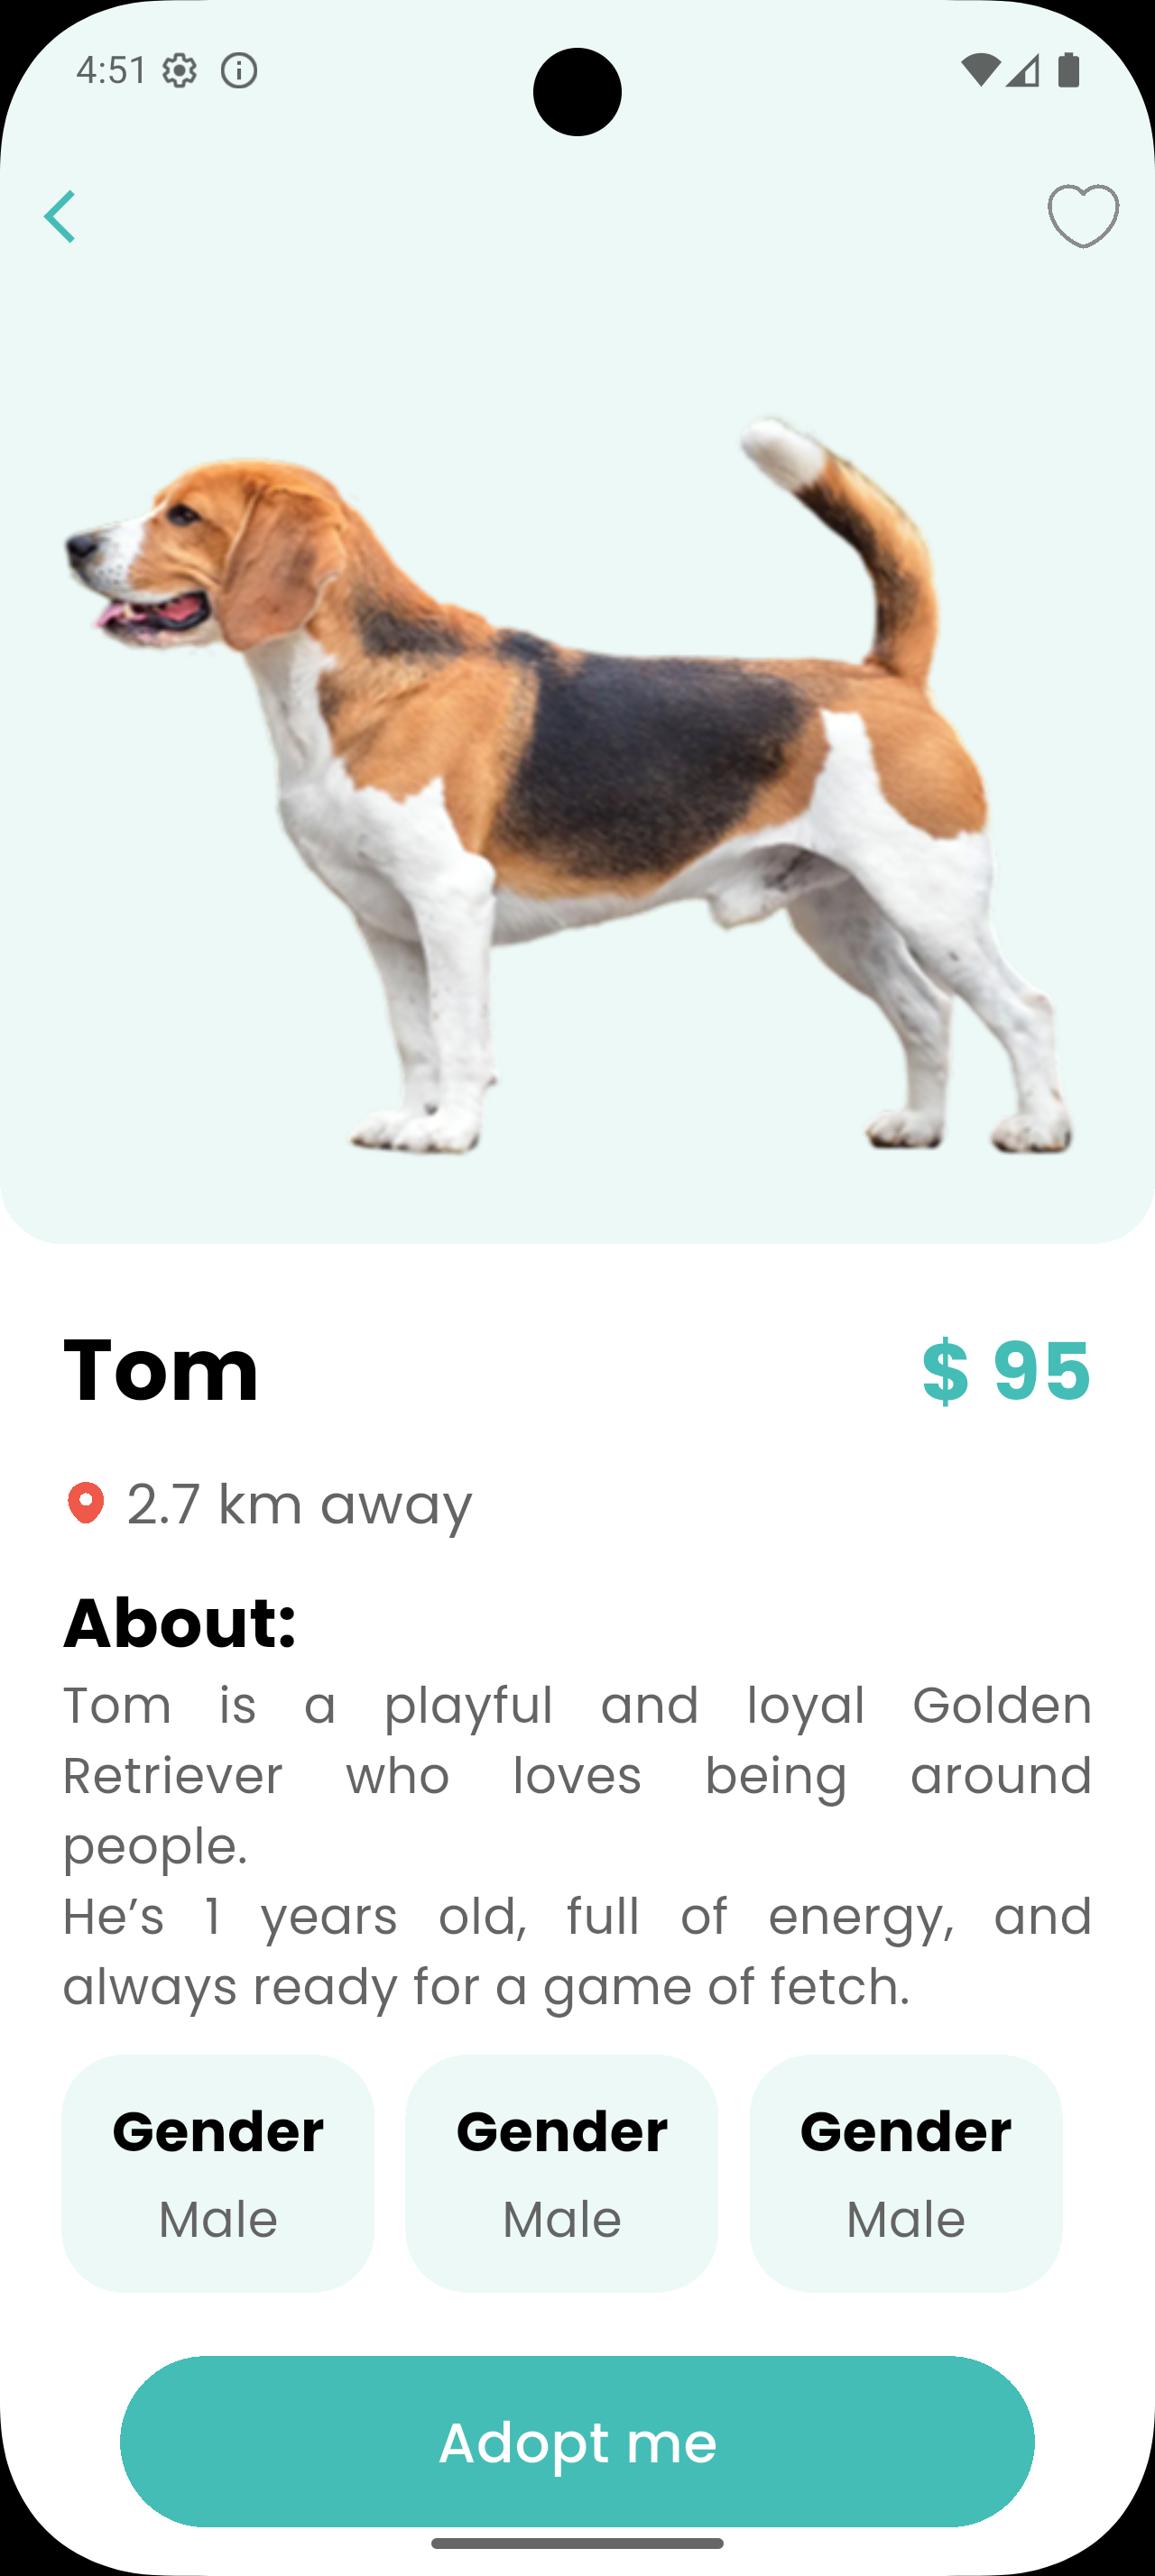 4:51
Tom
$ 95
2.7 km away
About:
Tom is a playful and loyal Golden
Retriever who loves being around
people.
He’s 1 years old, full of energy, and
always ready for a game of fetch.
Gender Gender Gender
Male Male Male
Adopt me